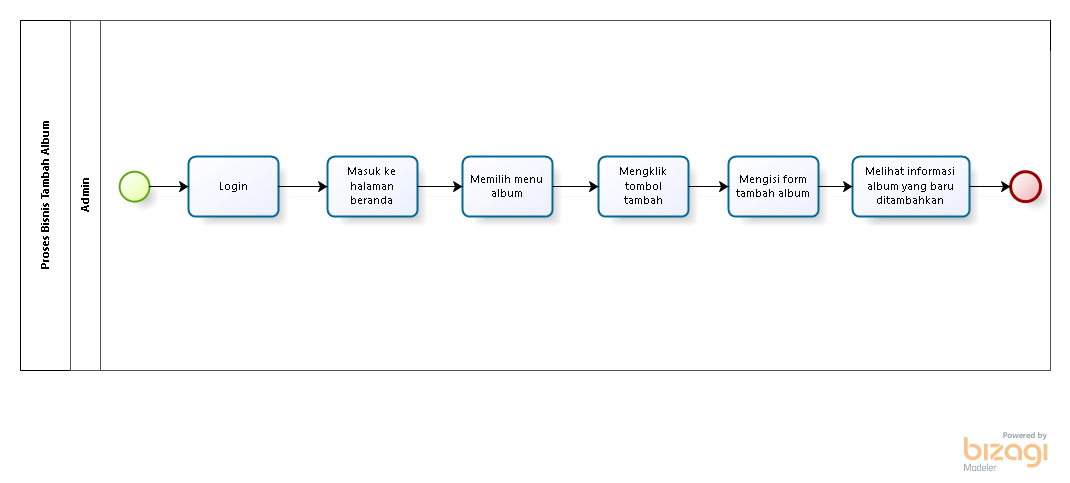 Proses Bisnis Tambah Album
Admin
Login
Masuk ke
halaman
beranda
Memilih menu
album
Mengklik
tombol
tambah
Mengisi form
tambah album
Melihat informasi
album yang baru
ditambahkan
Powered by
bizagi
Modeler